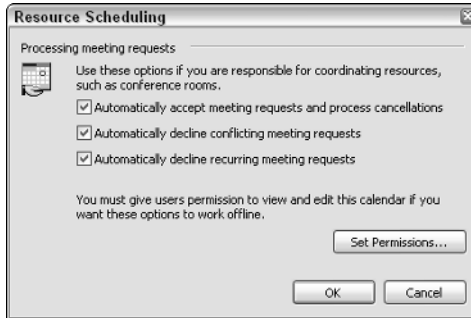 Resource Scheduling
Processing meeting requests
Use these options if you are responsible for coordinating resources,
such as conference rooms.
Automatically accept meeting requests and process cancellations
Automatically decline conflicting meeting requests
Automatically decline recurring meeting requests
You must give users permission to view and edit this calendar if you
want these options to work offline.
Set Permissions...
OK
Cancel